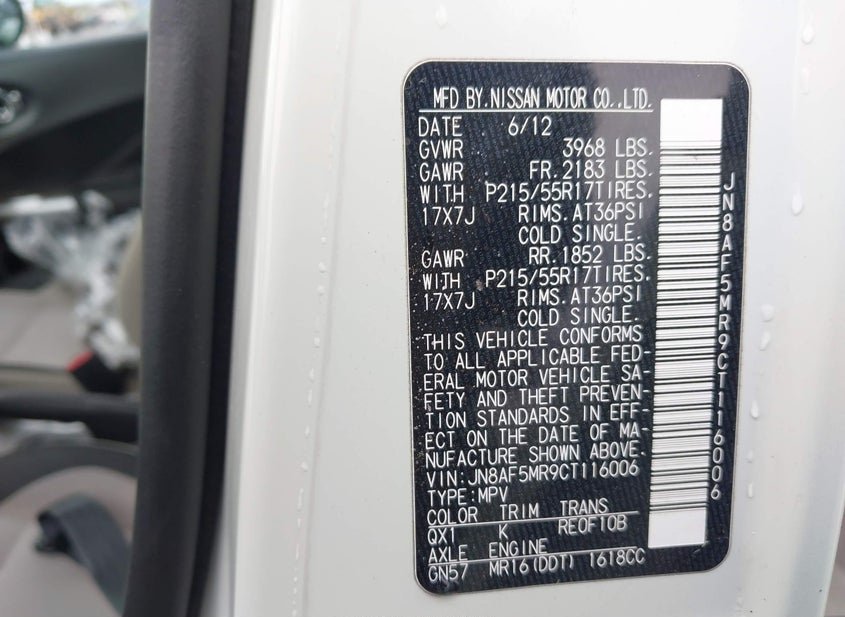 MFD BY.NISSAN MOTOR CO.,LTD.
DATE 6/12
GVWR 3968 LBS.
GAWR FR.2183 LBS.
WITH P215/55R17TIRES.
17X7J RIMS.AT36PSI
COLD SINGLE.
GAWR RR.1852 LBS.
WITH P215/55R17TIRES.
17X7J RIMS.AT36PSI
COLD SINGLE.
THIS VEHICLE CONFORMS
TO ALL APPLICABLE FED-
ERAL MOTOR VEHICLE SA-
FETY AND THEFT PREVEN-
TION STANDARDS IN EFF-
ECT ON THE DATE OF MA-
NUFACTURE SHOWN ABOVE.
VIN:JN8AF5MR9CT116006
TYPE:MPV
COLOR TRIM TRANS
QX1 K REOF10B
AXLE ENGINE
GN57 MR16(DDT) 1618CC
JN8AF5MR9CT116006